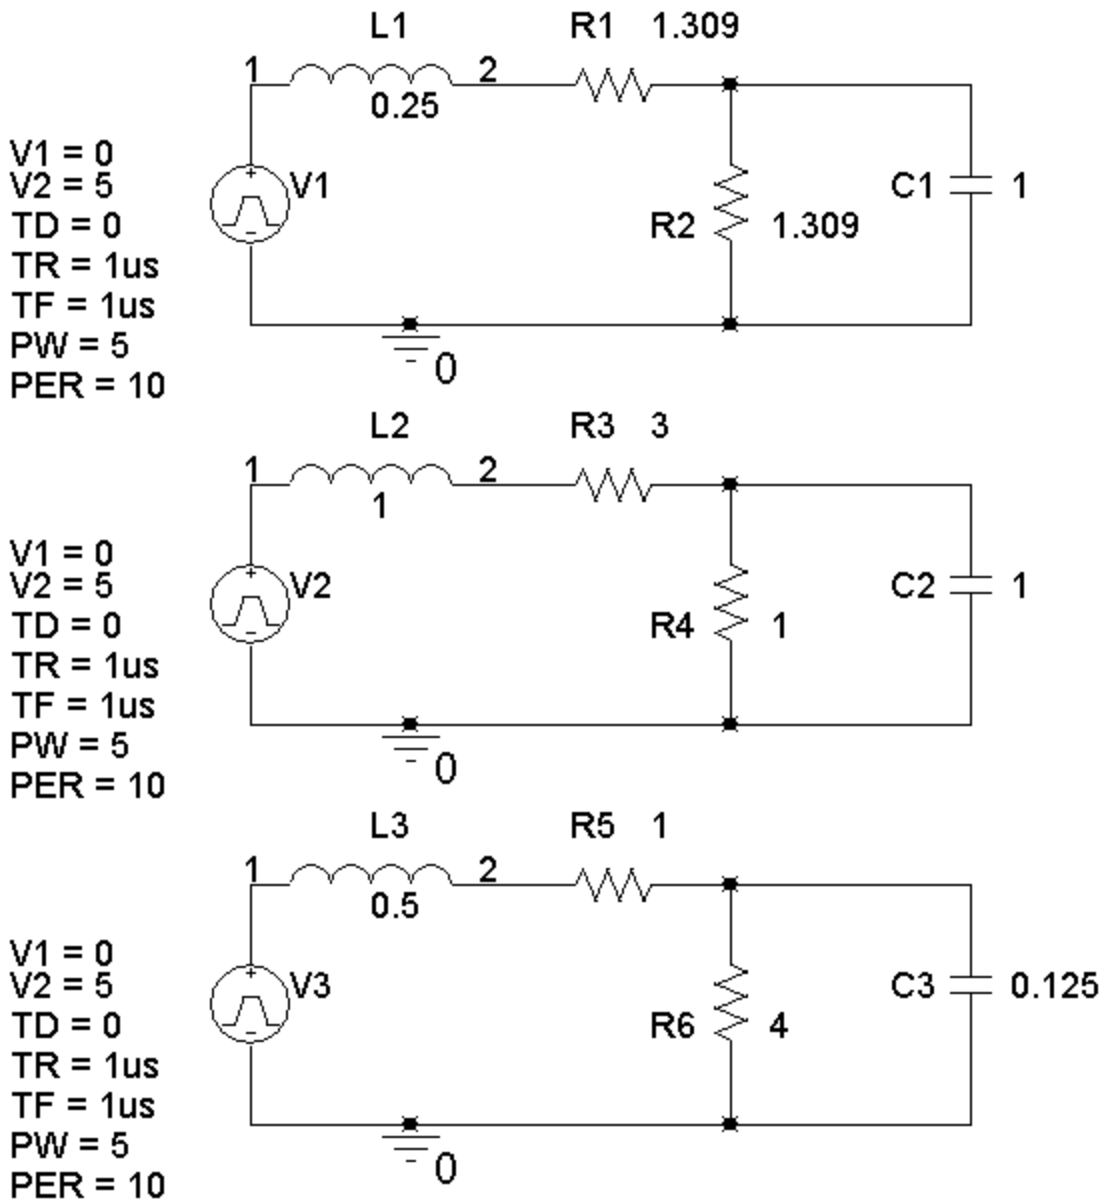 L1 R1 1.309
1 2
0.25
V1 = 0
V2 = 5
TD = 0
TR = 1us
TF = 1us
PW = 5
PER = 10
+ V1 -
R2 1.309
C1 1
0
L2 R3 3
1 2
1
V1 = 0
V2 = 5
TD = 0
TR = 1us
TF = 1us
PW = 5
PER = 10
+ V2 -
R4 1
C2 1
0
L3 R5 1
1 2
0.5
V1 = 0
V2 = 5
TD = 0
TR = 1us
TF = 1us
PW = 5
PER = 10
+ V3 -
R6 4
C3 0.125
0